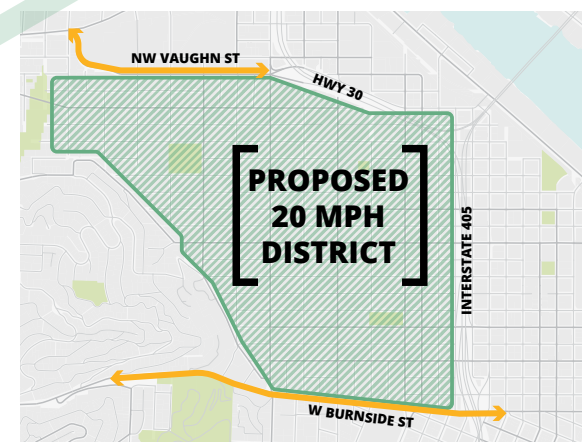 NW VAUGHN ST
HWY 30
PROPOSED
20 MPH
DISTRICT
INTERSTATE 405
W BURNSIDE ST